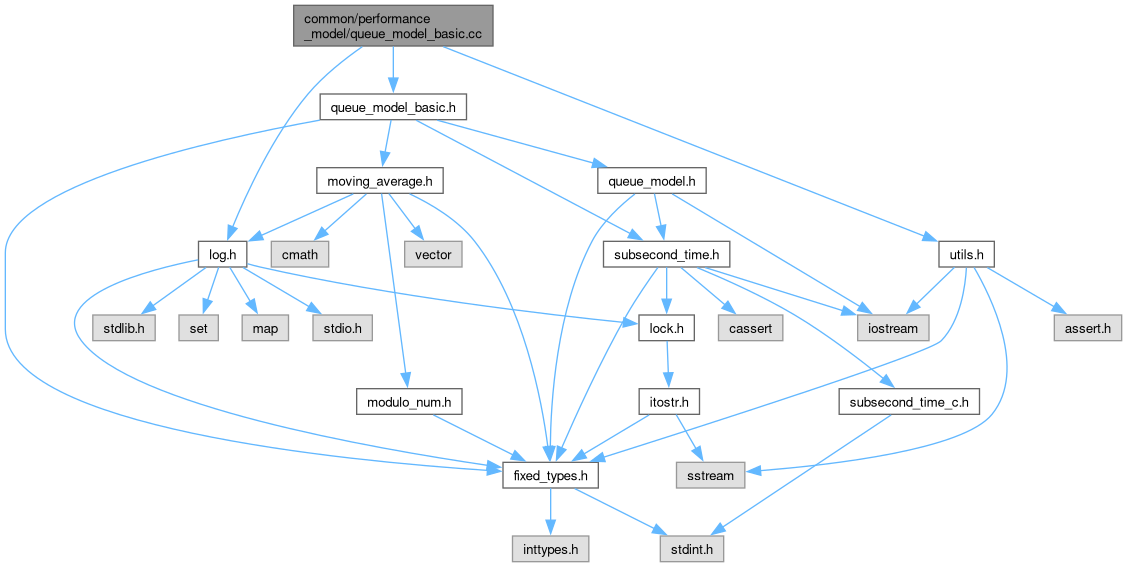 common/performance
_model/queue_model_basic.cc
queue_model_basic.h
moving_average.h
queue_model.h
log.h
cmath
vector
subsecond_time.h
utils.h
stdlib.h
set
map
stdio.h
lock.h
cassert
iostream
assert.h
modulo_num.h
itostr.h
subsecond_time_c.h
fixed_types.h
sstream
inttypes.h
stdint.h